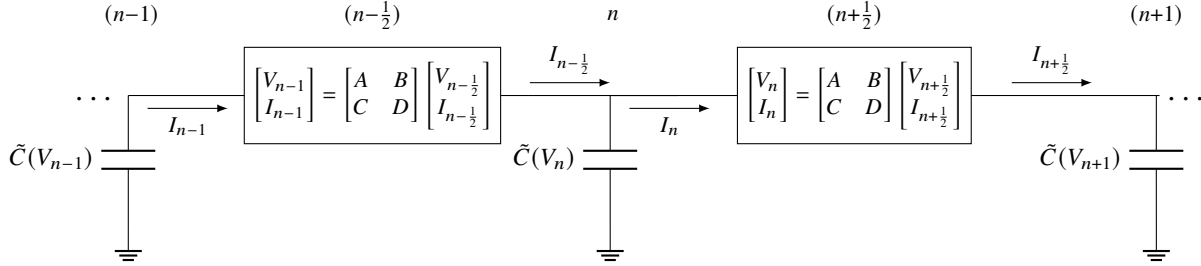 (n−1) (n−½) n (n+½) (n+1)
I_{n−½} I_{n+½}
[V_{n−1} I_{n−1}] = [A B C D] [V_{n−½} I_{n−½}] [V_n I_n] = [A B C D] [V_{n+½} I_{n+½}]
· · · · · ·
I_{n−1} I_n
C̃(V_{n−1}) C̃(V_n) C̃(V_{n+1})